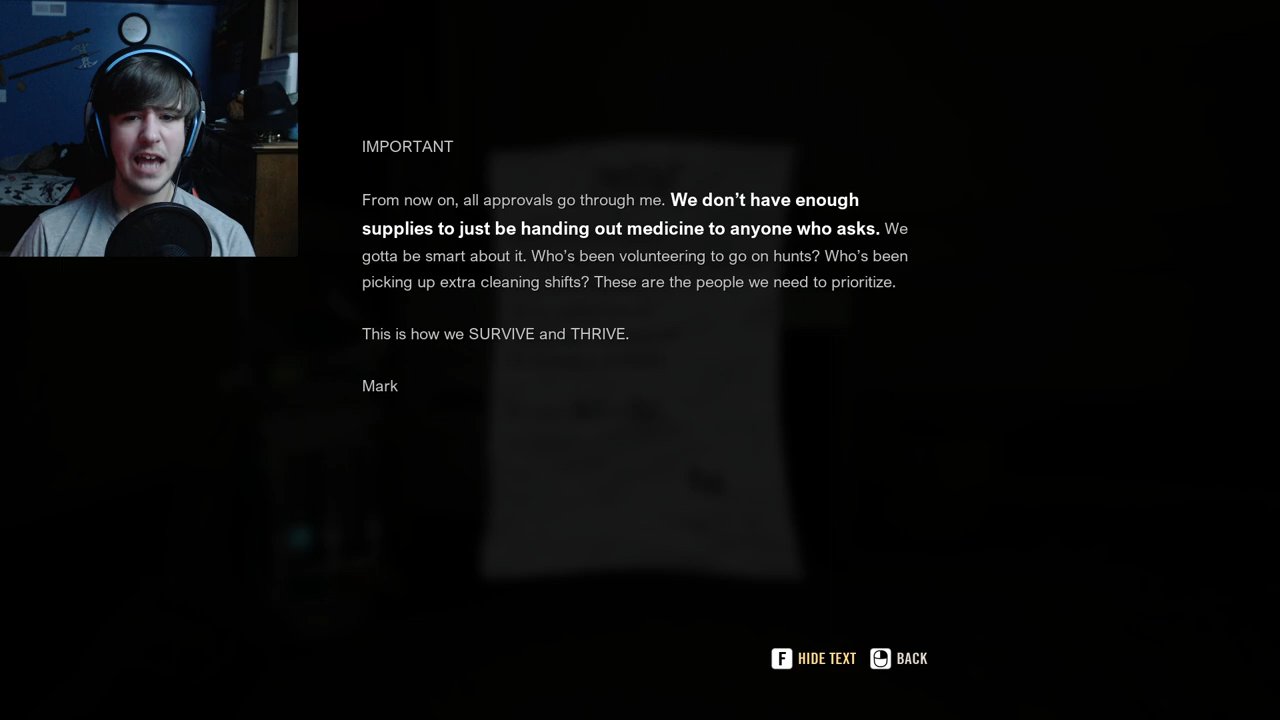 IMPORTANT
From now on, all approvals go through me. We don’t have enough
supplies to just be handing out medicine to anyone who asks. We
gotta be smart about it. Who’s been volunteering to go on hunts? Who’s been
picking up extra cleaning shifts? These are the people we need to prioritize.
This is how we SURVIVE and THRIVE.
Mark
F HIDE TEXT BACK